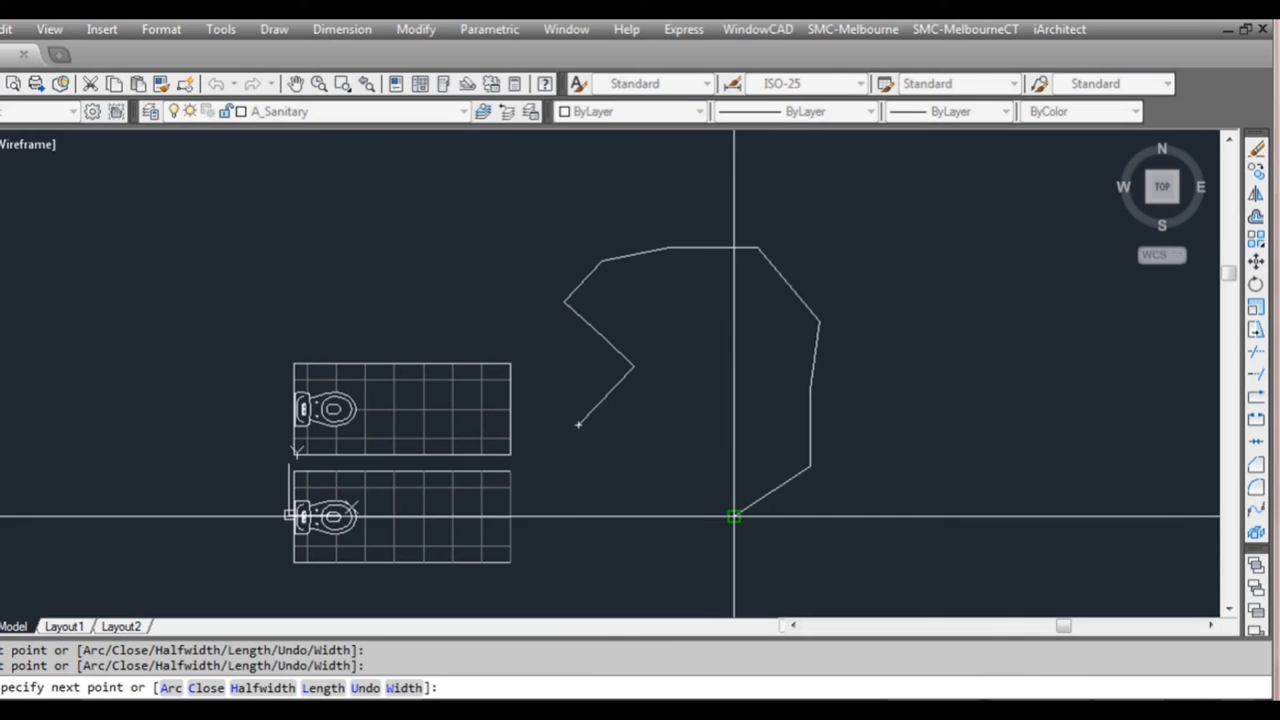 dit View Insert Format Tools Draw Dimension Modify Parametric Window Help Express WindowCAD SMC-Melbourne SMC-MelbourneCT iArchitect
Standard ISO-25 Standard Standard
A_Sanitary ByLayer ByLayer ByLayer ByColor
Wireframe]
N
W TOP E
S
WCS
Y
Model Layout1 Layout2
t point or [Arc/Close/Halfwidth/Length/Undo/Width]:
t point or [Arc/Close/Halfwidth/Length/Undo/Width]:
specify next point or [Arc Close Halfwidth Length Undo Width]: